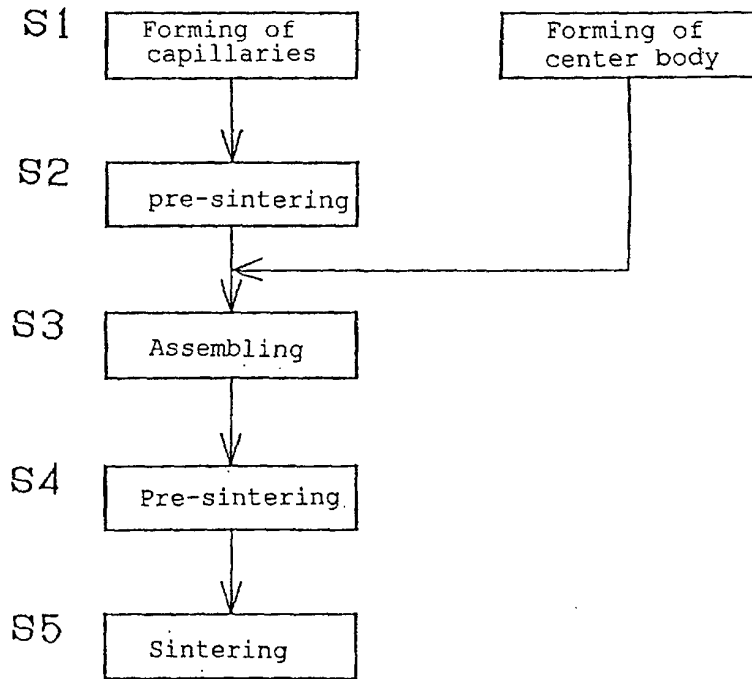 S1
Forming of
capillaries
Forming of
center body
S2
pre-sintering
S3
Assembling
S4
Pre-sintering
S5
Sintering